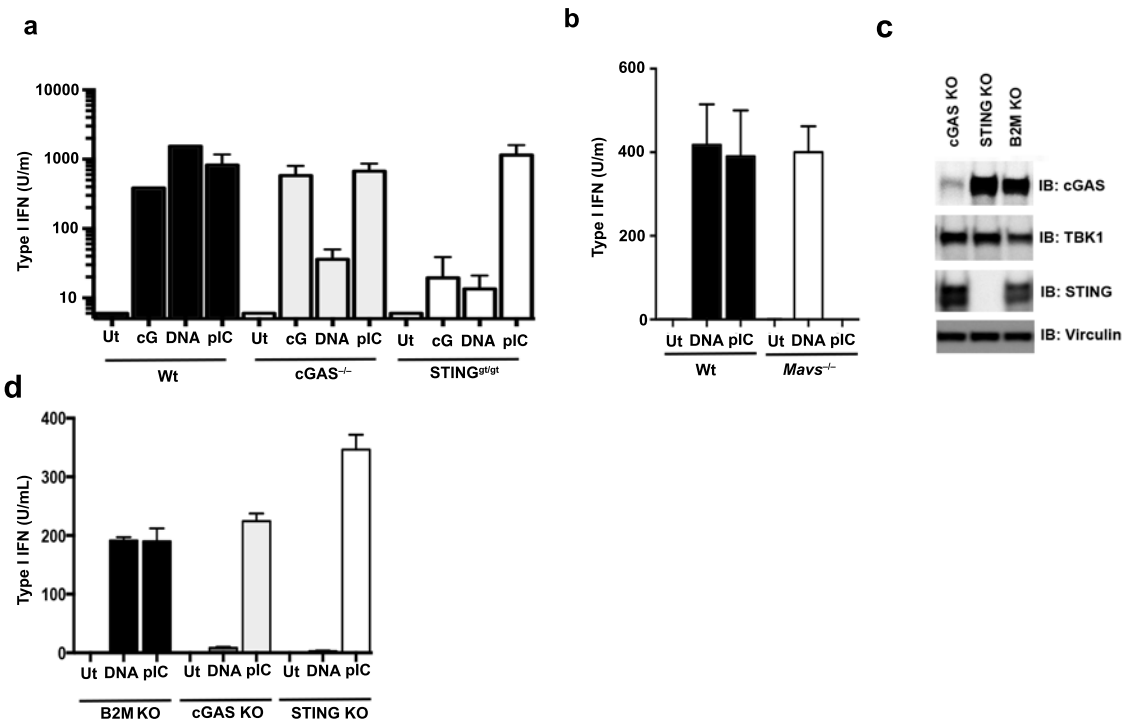 a
Type I IFN (U/m)
10000
1000
100
10
Ut cG DNA pIC Ut cG DNA pIC Ut cG DNA pIC
Wt cGAS–/– STINGgt/gt
b
Type I IFN (U/m)
600
400
200
0
Ut DNA pIC Ut DNA pIC
Wt Mavs–/–
c
cGAS KO
STING KO
B2M KO
IB: cGAS
IB: TBK1
IB: STING
IB: Virculin
d
Type I IFN (U/mL)
400
300
200
100
0
Ut DNA pIC Ut DNA pIC Ut DNA pIC
B2M KO cGAS KO STING KO